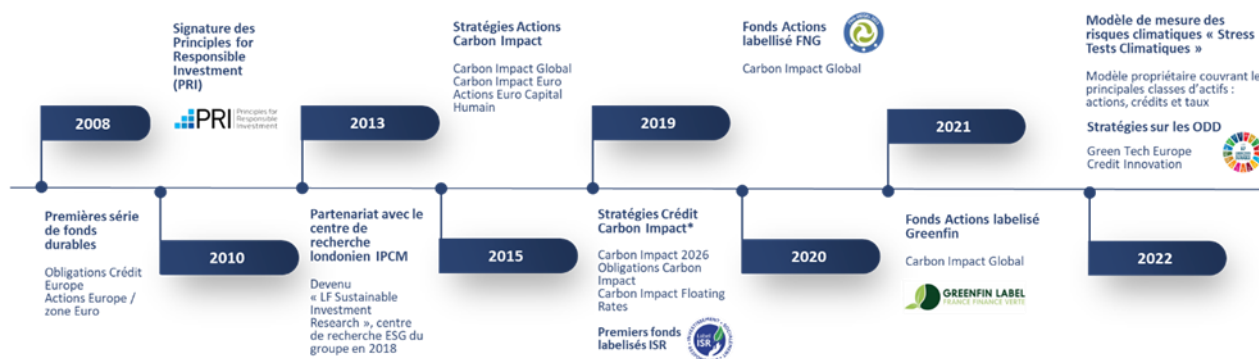 2008
Premières série
de fonds
durables
Obligations Crédit
Europe
Actions Europe /
zone Euro
Signature des
Principles for
Responsible
Investment
(PRI)
PRI
Principles for
Responsible
Investment
2010
2013
Partenariat avec le
centre de
recherche
londonien IPCM
Devenu
« LF Sustainable
Investment
Research », centre
de recherche ESG du
groupe en 2018
Stratégies Actions
Carbon Impact
Carbon Impact Global
Carbon Impact Euro
Actions Euro Capital
Humain
2015
2019
Stratégies Crédit
Carbon Impact*
Carbon Impact 2026
Obligations Carbon
Impact
Carbon Impact Floating
Rates
Premiers fonds
labelisés ISR
Label
ISR
Fonds Actions
labellisé FNG
Carbon Impact Global
2020
2021
Fonds Actions labelisé
Greenfin
Carbon Impact Global
GREENFIN LABEL
FRANCE FINANCE VERTE
Modèle de mesure des
risques climatiques « Stress
Tests Climatiques »
Modèle propriétaire couvrant le
principales classes d'actifs :
actions, crédits et taux
Stratégies sur les ODD
Green Tech Europe
Credit Innovation
2022